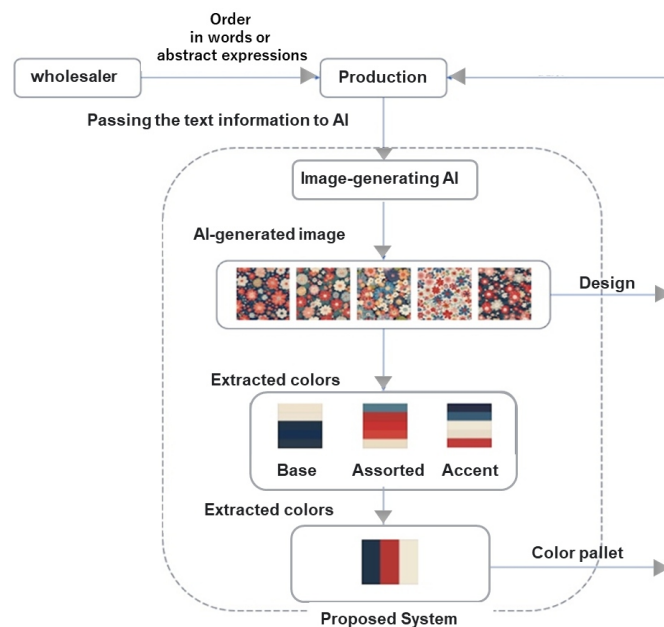 Order
in words or
abstract expressions
wholesaler
Production
Passing the text information to AI
Image-generating AI
AI-generated image
Design
Extracted colors
Base
Assorted
Accent
Extracted colors
Color pallet
Proposed System